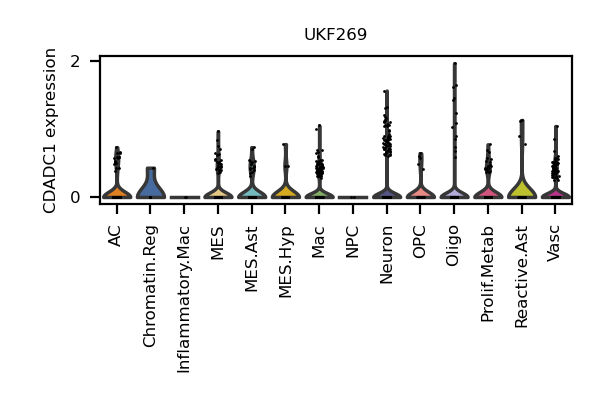 UKF269
CDADC1 expression
2
0
AC
Chromatin.Reg
Inflammatory.Mac
MES
MES.Ast
MES.Hyp
Mac
NPC
Neuron
OPC
Oligo
Prolif.Metab
Reactive.Ast
Vasc